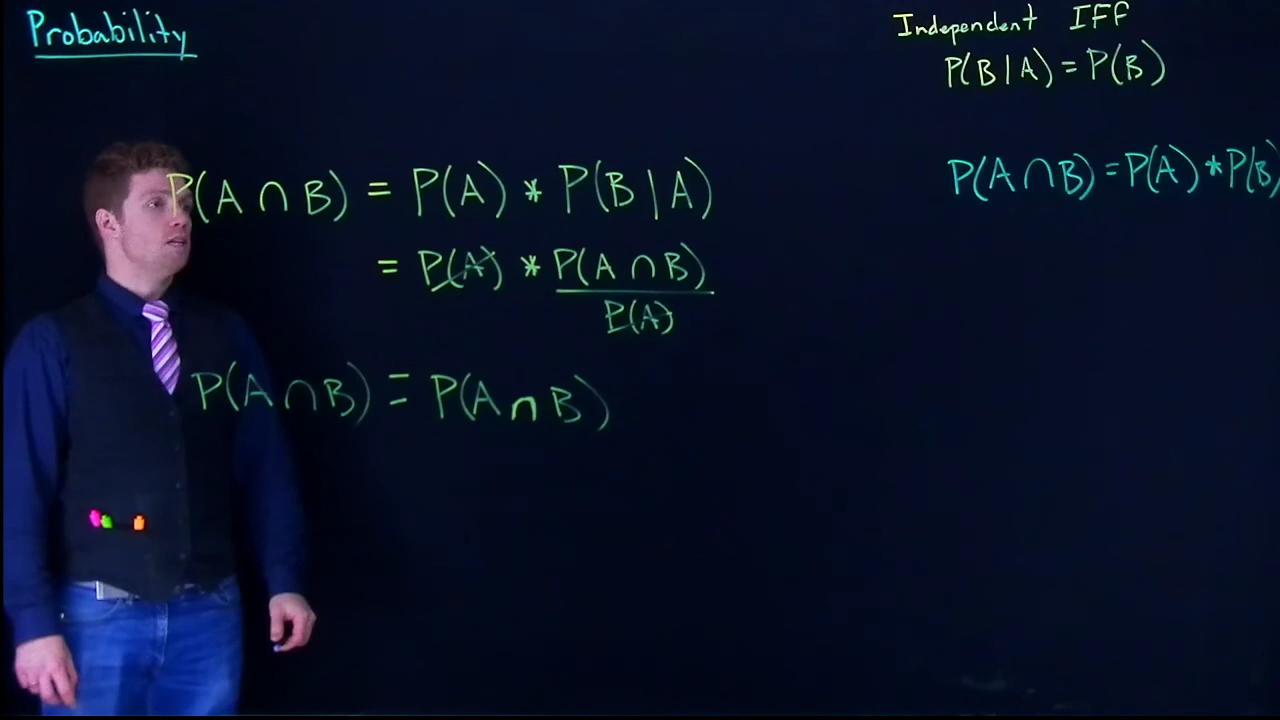 Probability
Independent IFF
P(B|A) = P(B)
P(A ∩ B) = P(A) * P(B|A)
= P(A) * P(A ∩ B)
P(A)
P(A ∩ B) = P(A ∩ B)
P(A ∩ B) = P(A) * P(B)